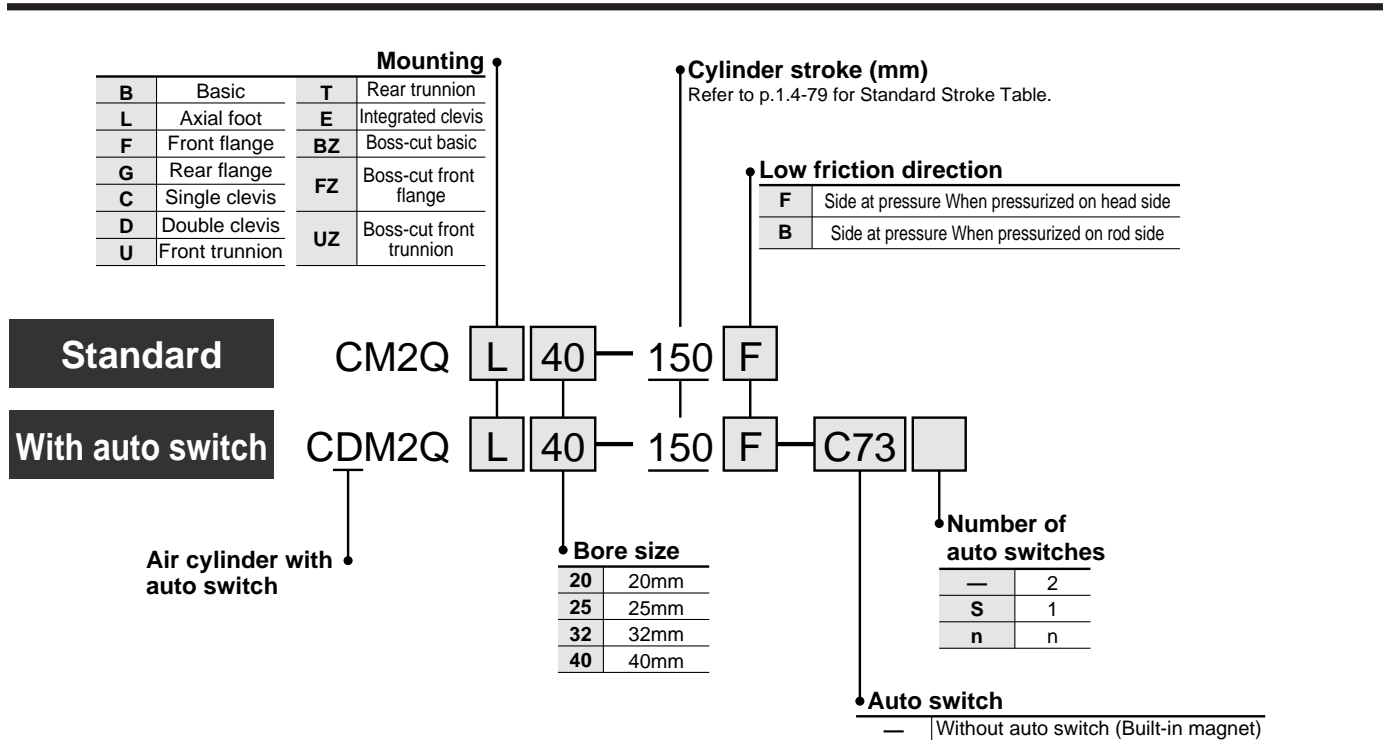 Mounting
B Basic T Rear trunnion
L Axial foot E Integrated clevis
F Front flange BZ Boss-cut basic
G Rear flange FZ Boss-cut front
flange
C Single clevis
D Double clevis UZ Boss-cut front
trunnion
U Front trunnion
Cylinder stroke (mm)
Refer to p.1.4-79 for Standard Stroke Table.
Low friction direction
F Side at pressure When pressurized on head side
B Side at pressure When pressurized on rod side
Standard CM2Q L 40 — 150 F
With auto switch CDM2Q L 40 — 150 F — C73
Air cylinder with
auto switch
Bore size
20 20mm
25 25mm
32 32mm
40 40mm
Number of
auto switches
— 2
S 1
n n
Auto switch
— Without auto switch (Built-in magnet)